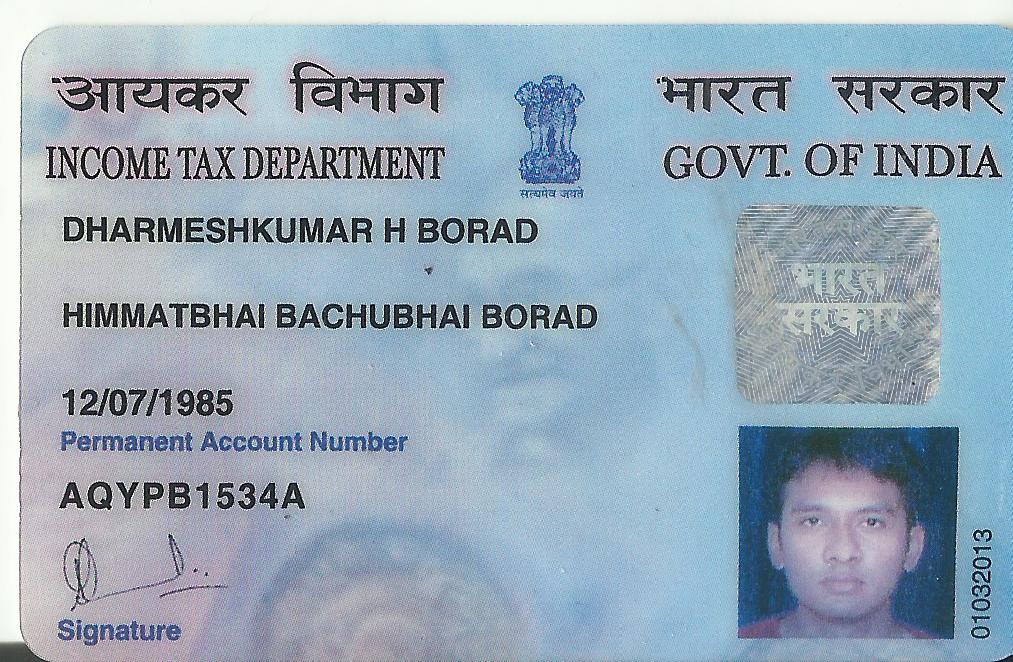 आयकर विभाग
भारत सरकार
INCOME TAX DEPARTMENT
GOVT. OF INDIA
सत्यमेव जयते
DHARMESHKUMAR H BORAD
HIMMATBHAI BACHUBHAI BORAD
भारत
सरकार
12/07/1985
Permanent Account Number
AQYPB1534A
Signature
01032013